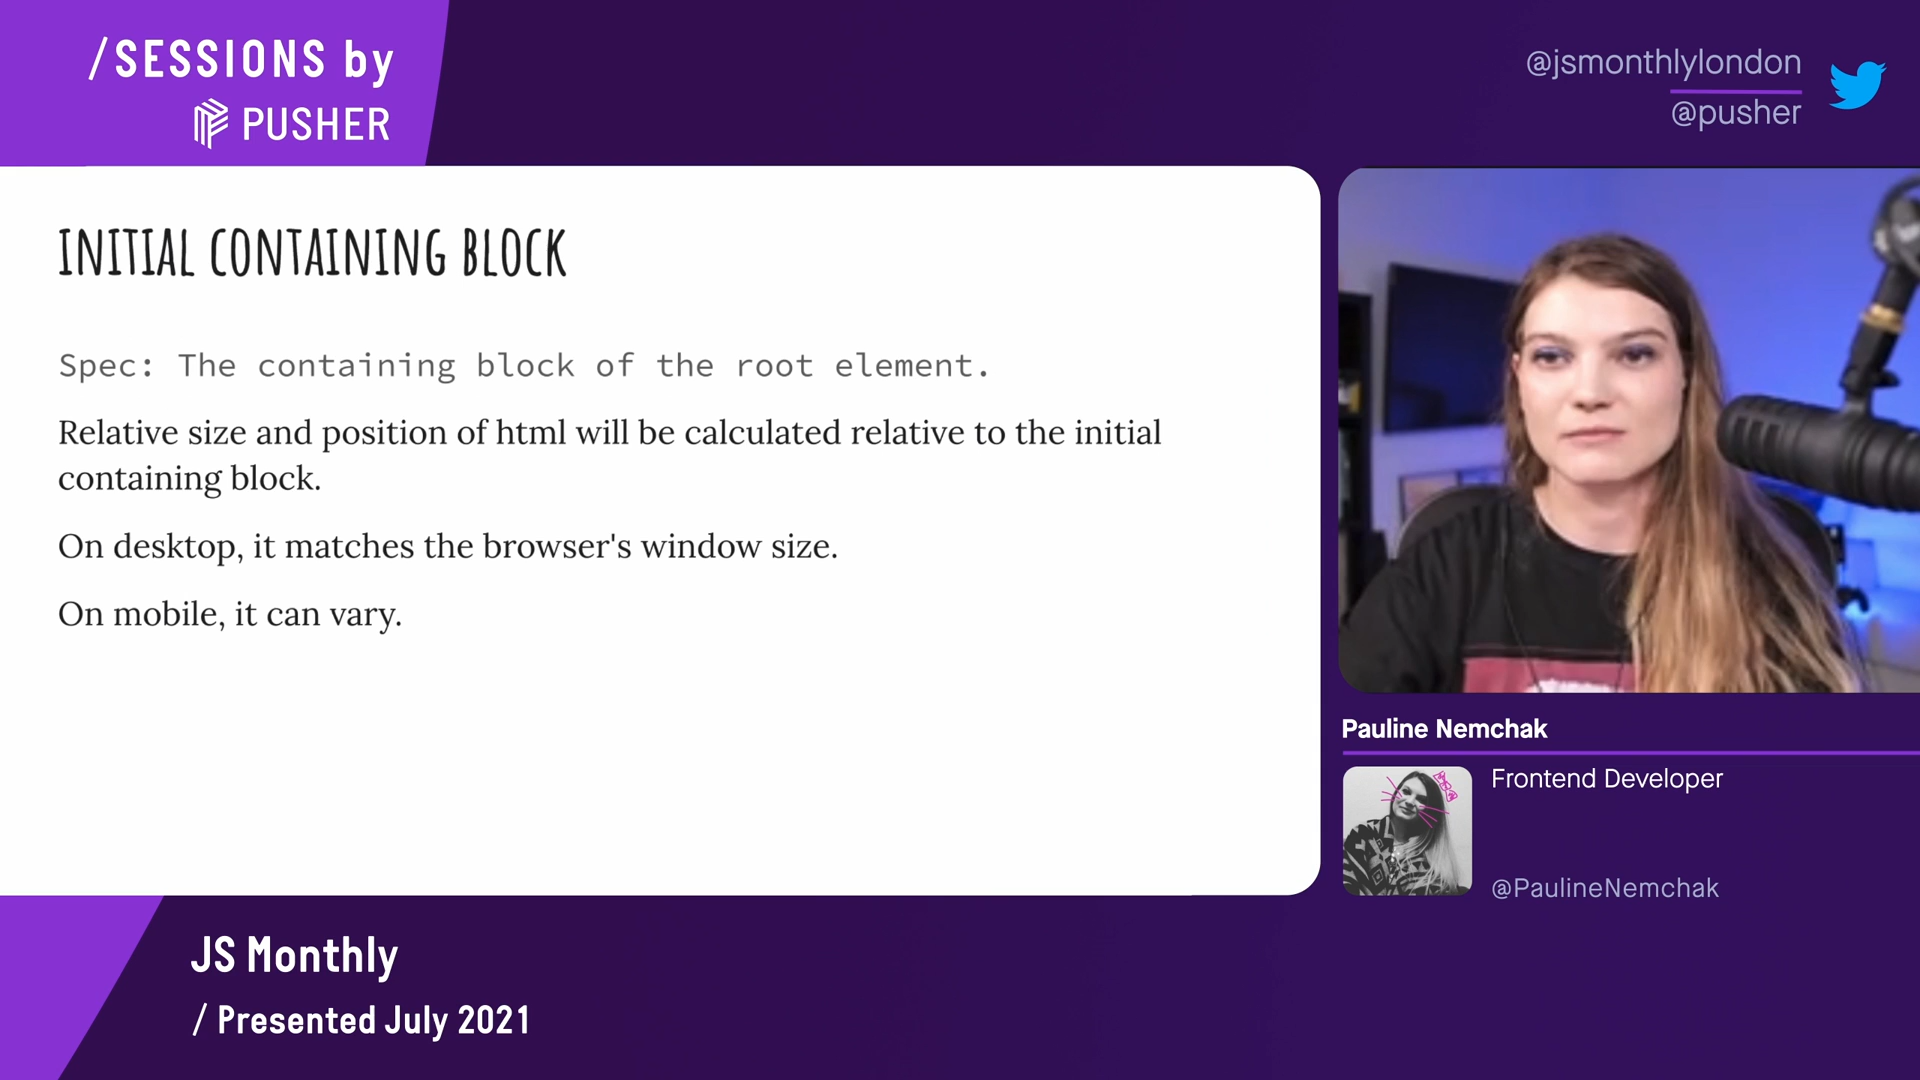 /SESSIONS by
PUSHER
@jsmonthlylondon
@pusher
INITIAL CONTAINING BLOCK
Spec: The containing block of the root element.
Relative size and position of html will be calculated relative to the initial
containing block.
On desktop, it matches the browser's window size.
On mobile, it can vary.
Pauline Nemchak
Frontend Developer
@PaulineNemchak
JS Monthly
/ Presented July 2021